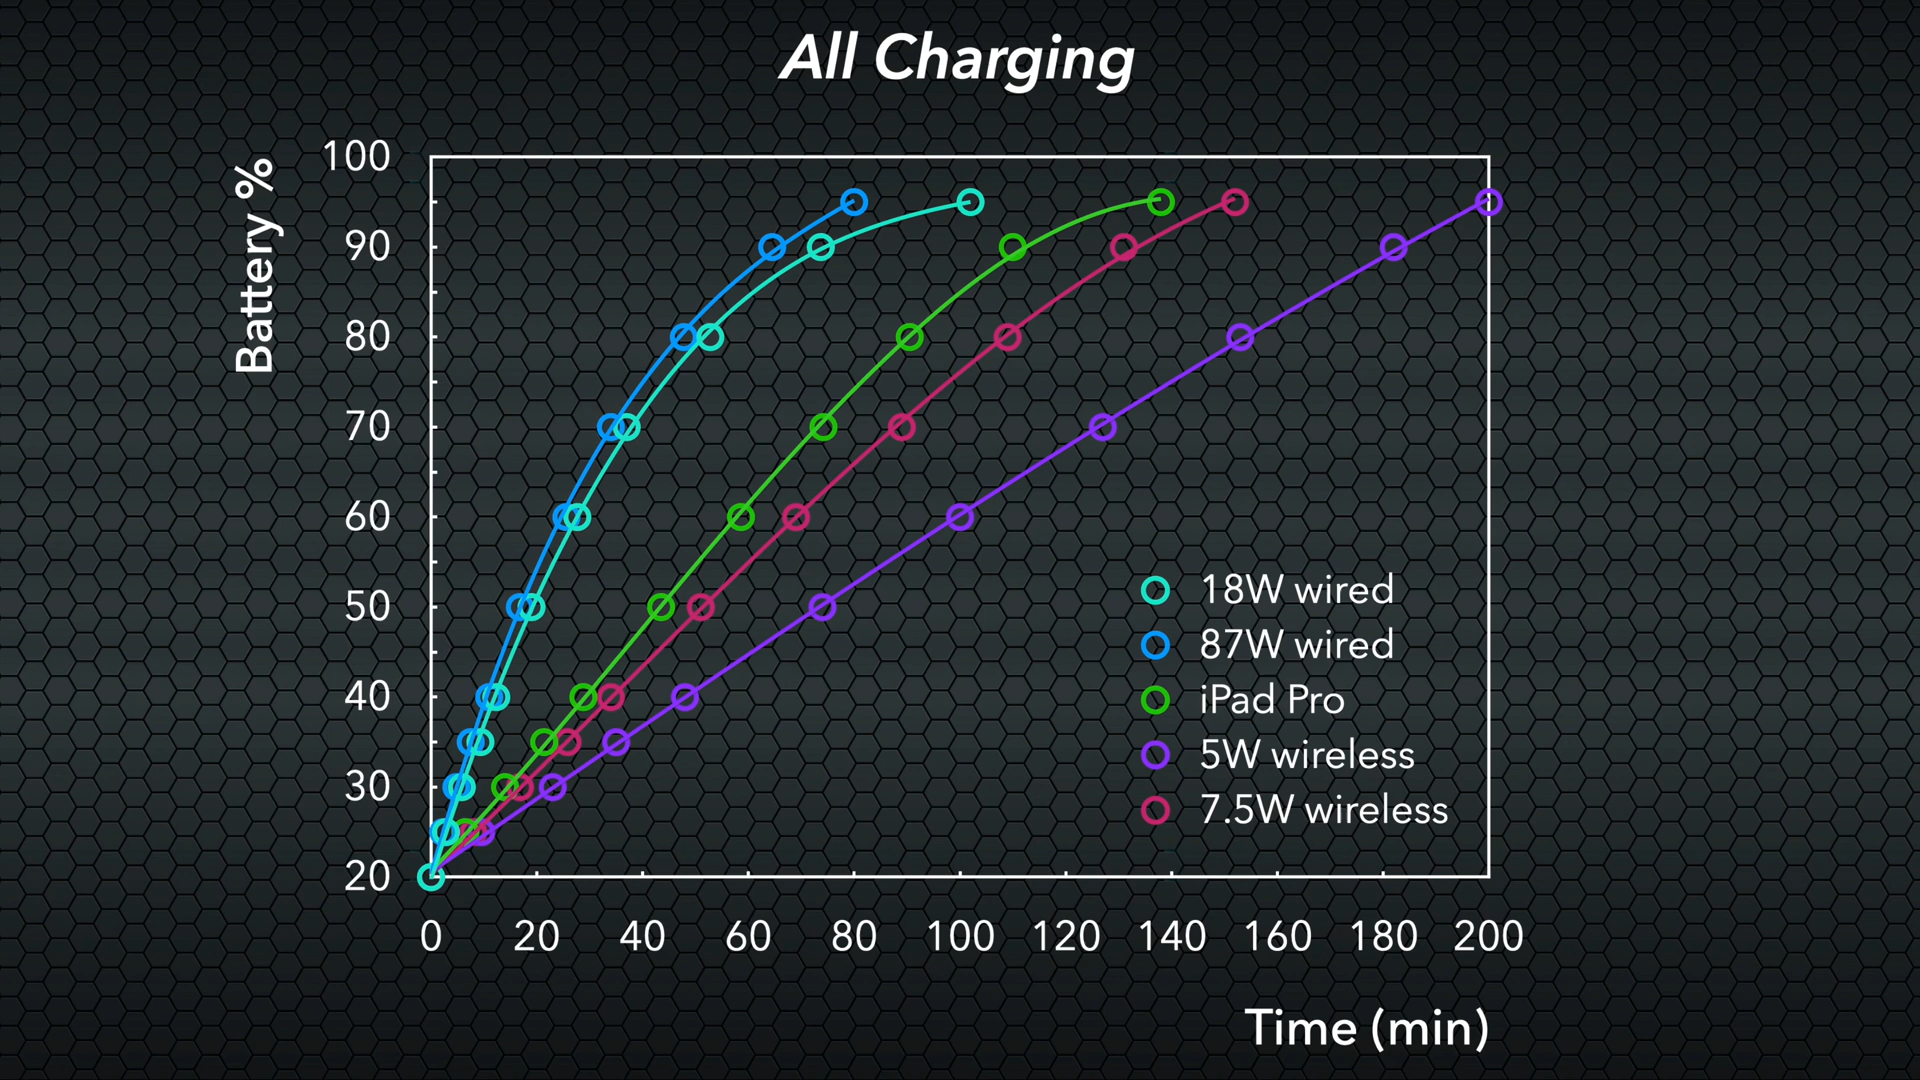 All Charging
Battery %
100
90
80
70
60
50
40
30
20
0 20 40 60 80 100 120 140 160 180 200
Time (min)
18W wired
87W wired
iPad Pro
5W wireless
7.5W wireless